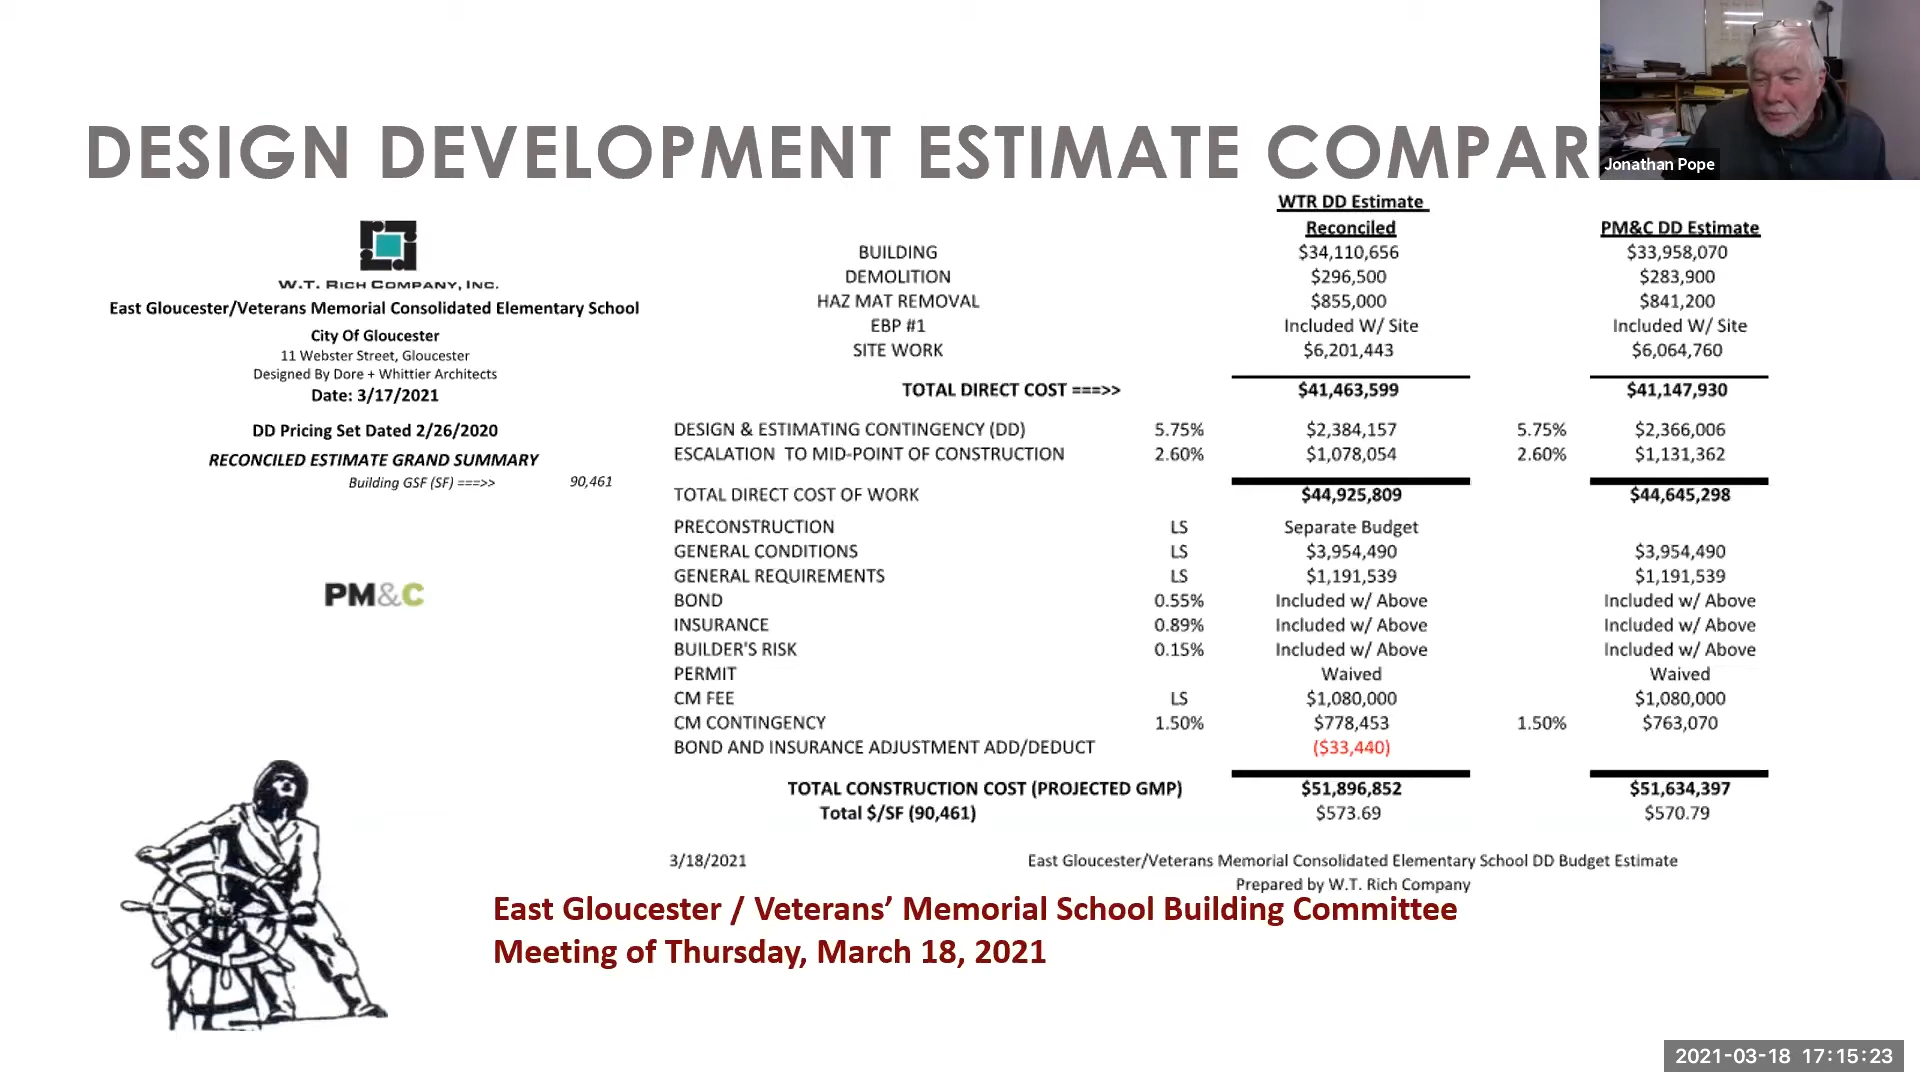 DESIGN DEVELOPMENT ESTIMATE COMPAR
Jonathan Pope
W.T. RICH COMPANY, INC.
East Gloucester/Veterans Memorial Consolidated Elementary School
City Of Gloucester
11 Webster Street, Gloucester
Designed By Dore + Whittier Architects
Date: 3/17/2021
DD Pricing Set Dated 2/26/2020
RECONCILED ESTIMATE GRAND SUMMARY
Building GSF (SF) ===>> 90,461
PM&C
WTR DD Estimate
Reconciled PM&C DD Estimate
BUILDING $34,110,656 $33,958,070
DEMOLITION $296,500 $283,900
HAZ MAT REMOVAL $855,000 $841,200
EBP #1 Included W/ Site Included W/ Site
SITE WORK $6,201,443 $6,064,760
TOTAL DIRECT COST ===>> $41,463,599 $41,147,930
DESIGN & ESTIMATING CONTINGENCY (DD) 5.75% $2,384,157 5.75% $2,366,006
ESCALATION TO MID-POINT OF CONSTRUCTION 2.60% $1,078,054 2.60% $1,131,362
TOTAL DIRECT COST OF WORK $44,925,809 $44,645,298
PRECONSTRUCTION LS Separate Budget
GENERAL CONDITIONS LS $3,954,490 $3,954,490
GENERAL REQUIREMENTS LS $1,191,539 $1,191,539
BOND 0.55% Included w/ Above Included w/ Above
INSURANCE 0.89% Included w/ Above Included w/ Above
BUILDER'S RISK 0.15% Included w/ Above Included w/ Above
PERMIT Waived Waived
CM FEE LS $1,080,000 $1,080,000
CM CONTINGENCY 1.50% $778,453 1.50% $763,070
BOND AND INSURANCE ADJUSTMENT ADD/DEDUCT ($33,440)
TOTAL CONSTRUCTION COST (PROJECTED GMP) $51,896,852 $51,634,397
Total $/SF (90,461) $573.69 $570.79
3/18/2021 East Gloucester/Veterans Memorial Consolidated Elementary School DD Budget Estimate
Prepared by W.T. Rich Company
East Gloucester / Veterans’ Memorial School Building Committee
Meeting of Thursday, March 18, 2021
2021-03-18 17:15:23